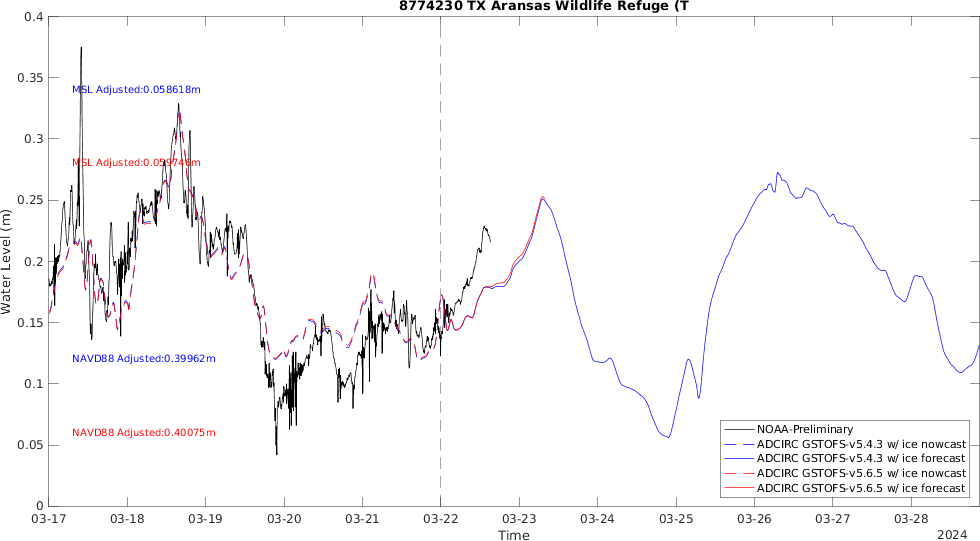 8774230 TX Aransas Wildlife Refuge (T
0.4
0.35
0.3
0.25
0.2
0.15
0.1
0.05
0
Water Level (m)
MSL Adjusted:0.058618m
MSL Adjusted:0.059746m
NAVD88 Adjusted:0.39962m
NAVD88 Adjusted:0.40075m
NOAA-Preliminary
ADCIRC GSTOFS-v5.4.3 w/ ice nowcast
ADCIRC GSTOFS-v5.4.3 w/ ice forecast
ADCIRC GSTOFS-v5.6.5 w/ ice nowcast
ADCIRC GSTOFS-v5.6.5 w/ ice forecast
03-17 03-18 03-19 03-20 03-21 03-22 03-23 03-24 03-25 03-26 03-27 03-28
Time
2024